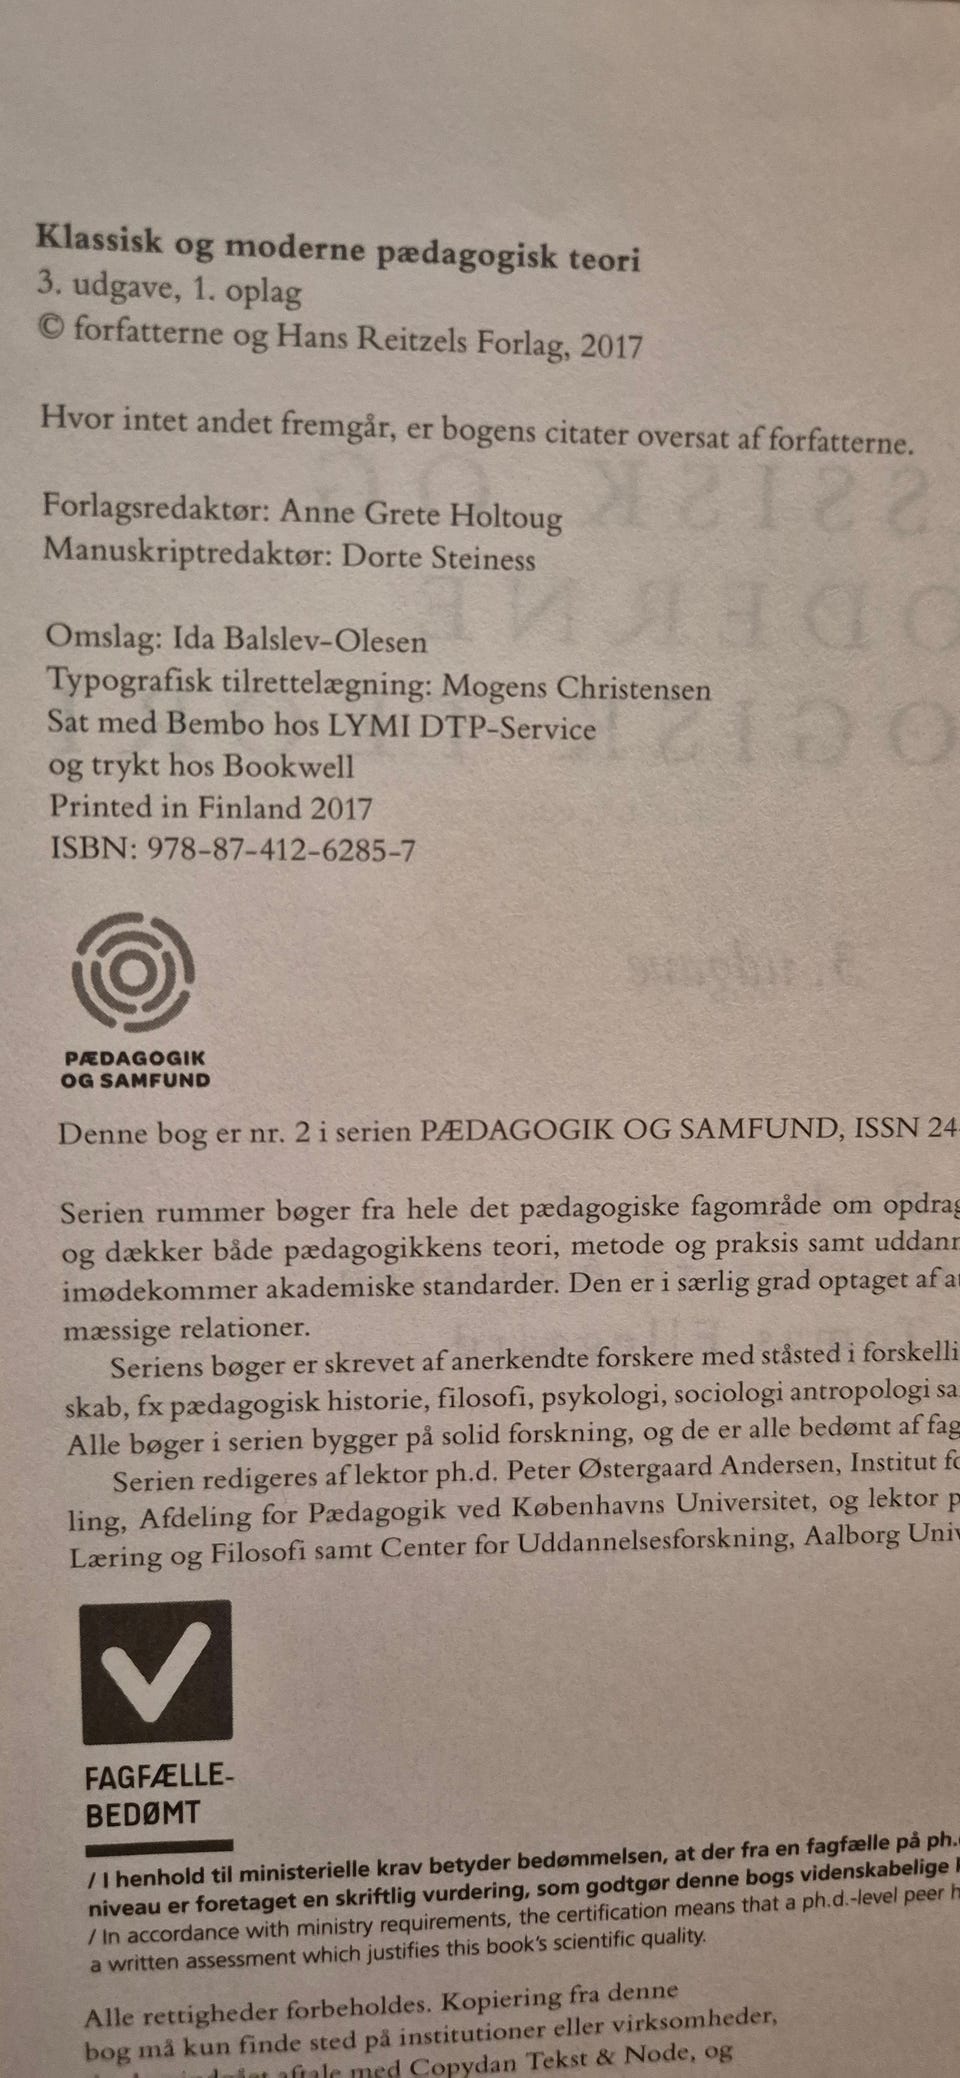 Klassisk og moderne pædagogisk teori
3. udgave, 1. oplag
© forfatterne og Hans Reitzels Forlag, 2017
Hvor intet andet fremgår, er bogens citater oversat af forfatterne.
Forlagsredaktør: Anne Grete Holtoug
Manuskriptredaktør: Dorte Steiness
Omslag: Ida Balslev-Olesen
Typografisk tilrettelægning: Mogens Christensen
Sat med Bembo hos LYMI DTP-Service
og trykt hos Bookwell
Printed in Finland 2017
ISBN: 978-87-412-6285-7
PÆDAGOGIK
OG SAMFUND
Denne bog er nr. 2 i serien PÆDAGOGIK OG SAMFUND, ISSN 24
Serien rummer bøger fra hele det pædagogiske fagområde om opdrag
og dækker både pædagogikkens teori, metode og praksis samt uddann
imødekommer akademiske standarder. Den er i særlig grad optaget af
mæssige relationer.
Seriens bøger er skrevet af anerkendte forskere med ståsted i forskelli
skab, fx pædagogisk historie, filosofi, psykologi, sociologi antropologi sa
Alle bøger i serien bygger på solid forskning, og de er alle bedømt af fag
Serien redigeres af lektor ph.d. Peter Østergaard Andersen, Institut fo
ling, Afdeling for Pædagogik ved Københavns Universitet, og lektor p
Læring og Filosofi samt Center for Uddannelsesforskning, Aalborg Univ
FAGFÆLLE-
BEDØMT
/ I henhold til ministerielle krav betyder bedømmelsen, at der fra en fagfælle på ph.
niveau er foretaget en skriftlig vurdering, som godtgør denne bogs videnskabelige
/ In accordance with ministry requirements, the certification means that a ph.d.-level peer h
a written assessment which justifies this book's scientific quality.
Alle rettigheder forbeholdes. Kopiering fra denne
bog må kun finde sted på institutioner eller virksomheder,
aftale med Copydan Tekst & Node, og